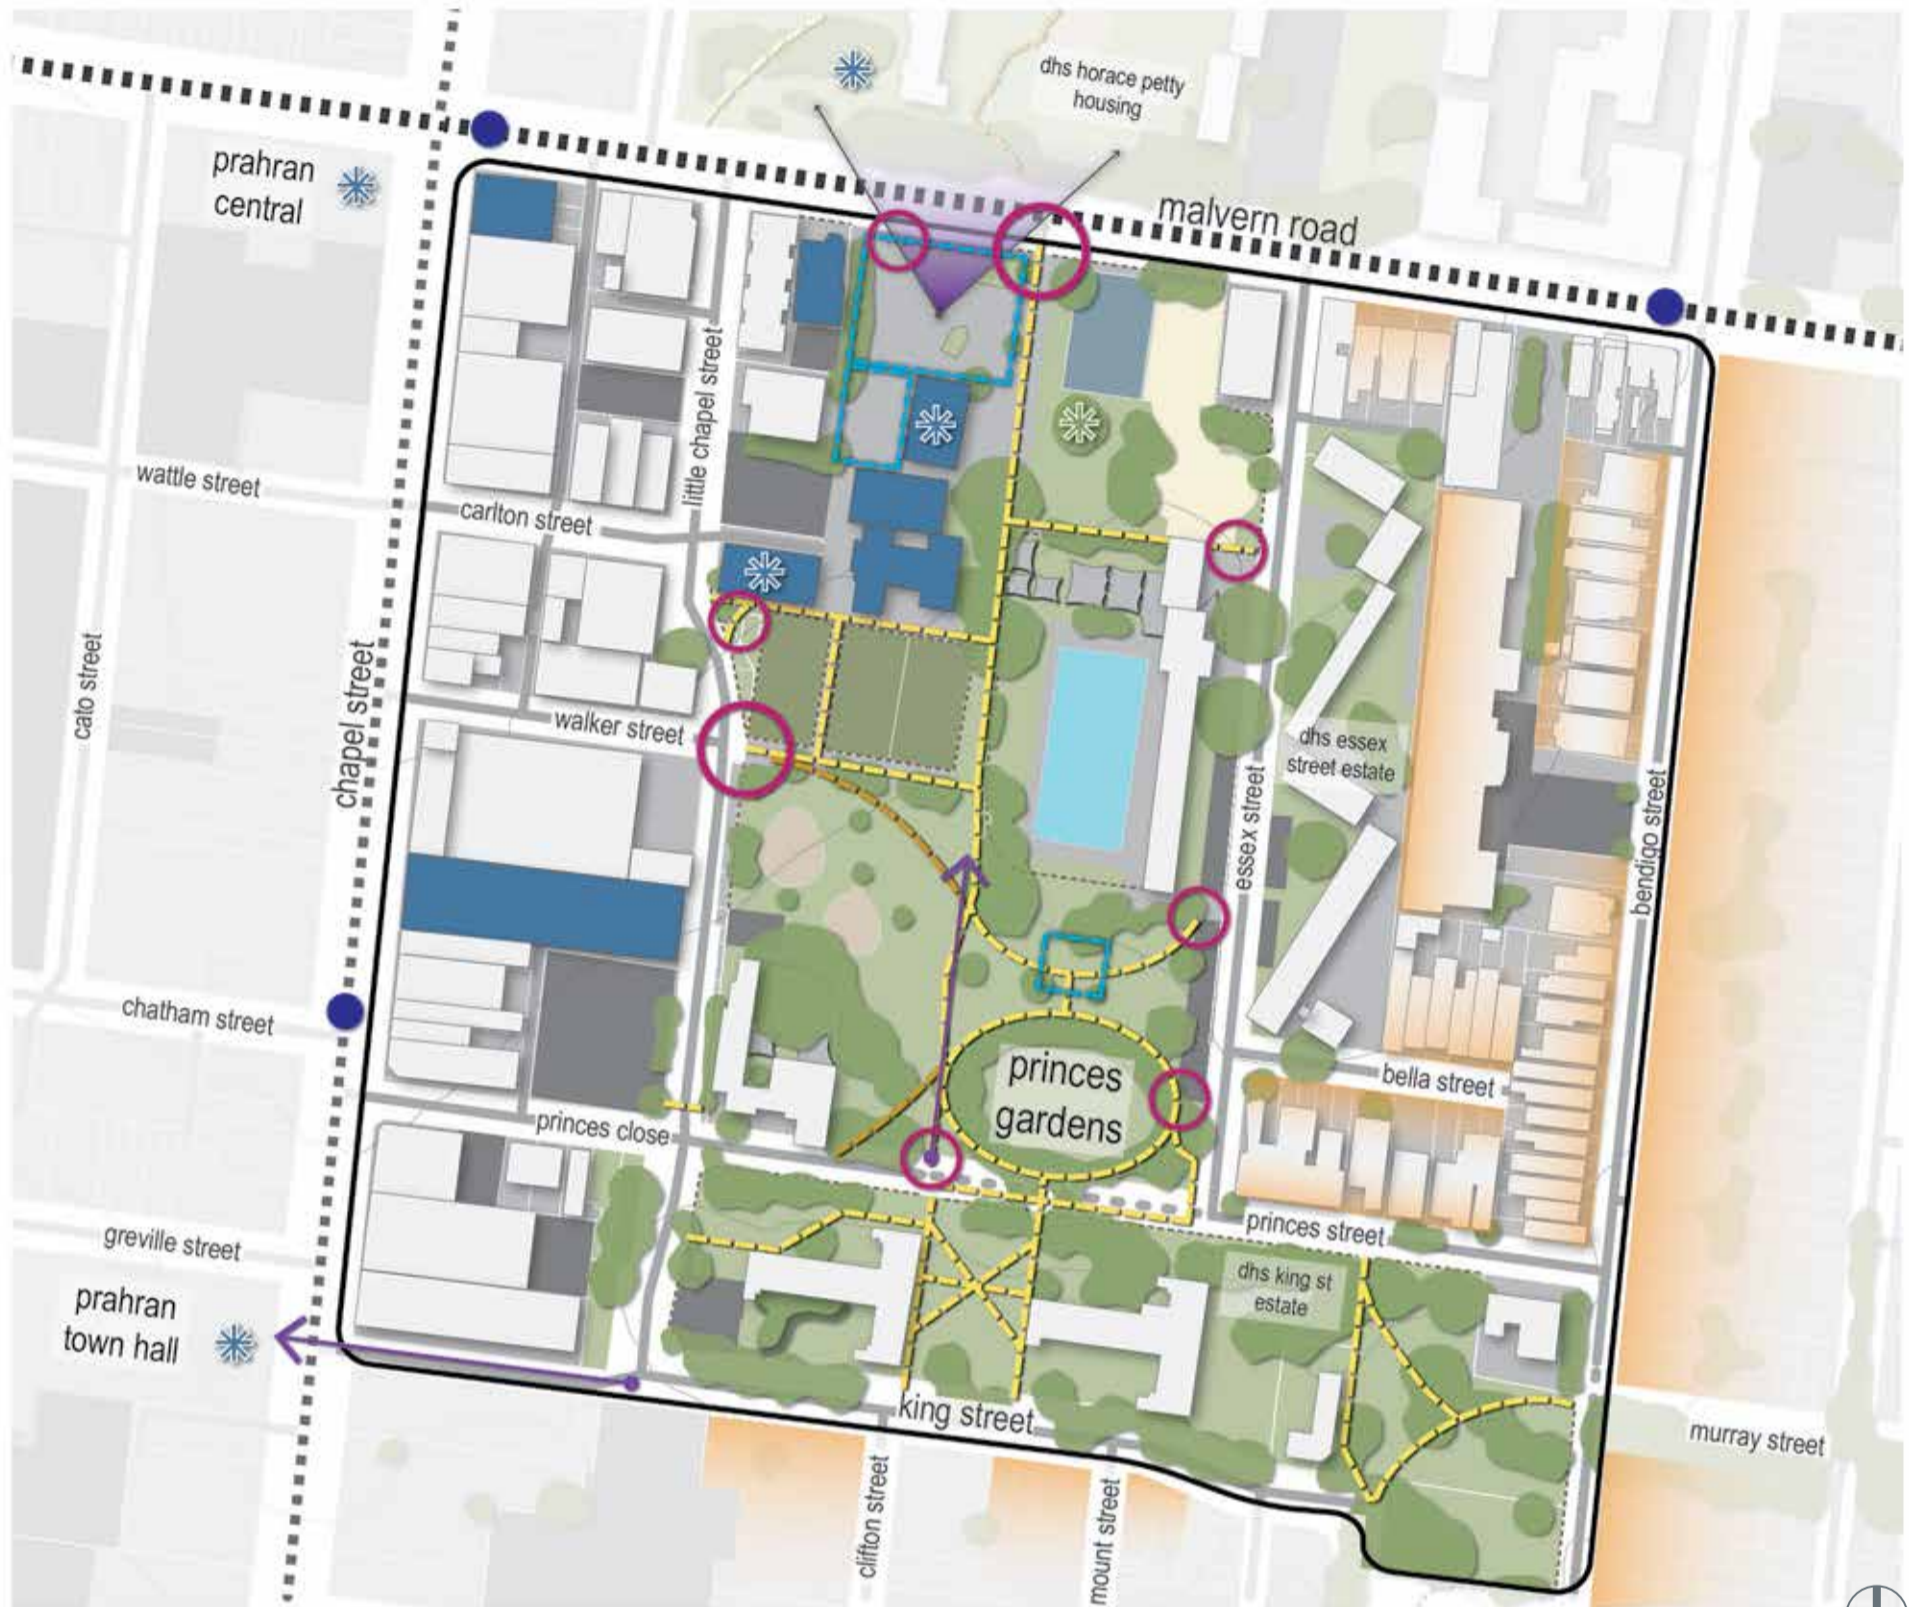 dhs horace petty
housing
prahran
central
malvern road
little chapel street
wattle street
carlton street
cato street
chapel street
walker street
dhs essex
street estate
essex street
bendigo street
chatham street
princes
gardens
bella street
princes close
princes street
greville street
dhs king st
estate
prahran
town hall
king street
murray street
clifton street
mount street